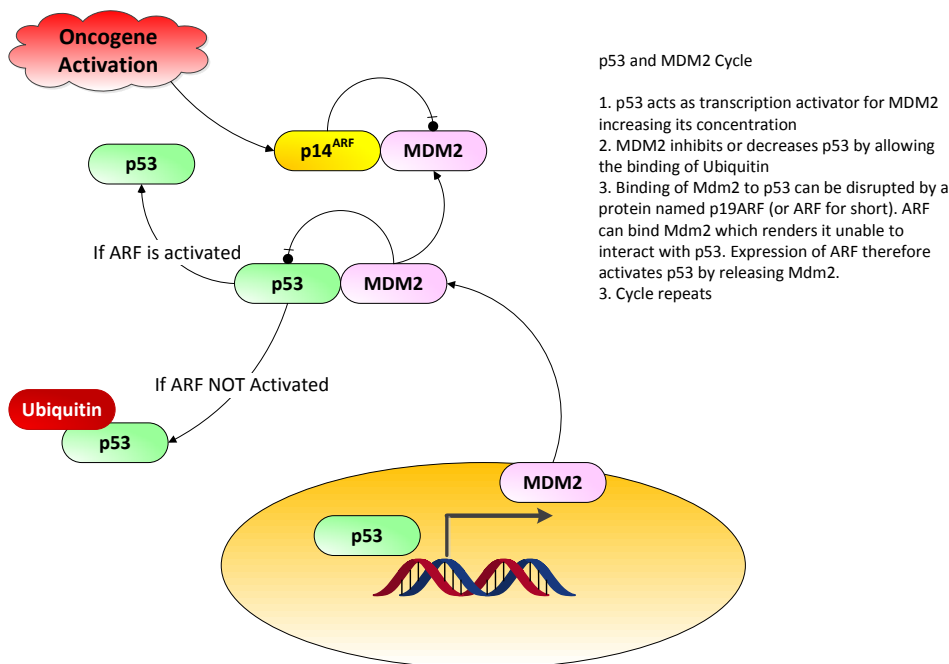 Oncogene
Activation
p53 and MDM2 Cycle
1. p53 acts as transcription activator for MDM2
increasing its concentration
2. MDM2 inhibits or decreases p53 by allowing
the binding of Ubiquitin
3. Binding of Mdm2 to p53 can be disrupted by a
protein named p19ARF (or ARF for short). ARF
can bind Mdm2 which renders it unable to
interact with p53. Expression of ARF therefore
activates p53 by releasing Mdm2.
3. Cycle repeats
p14ARF
MDM2
p53
If ARF is activated
p53
MDM2
If ARF NOT Activated
Ubiquitin
p53
MDM2
p53